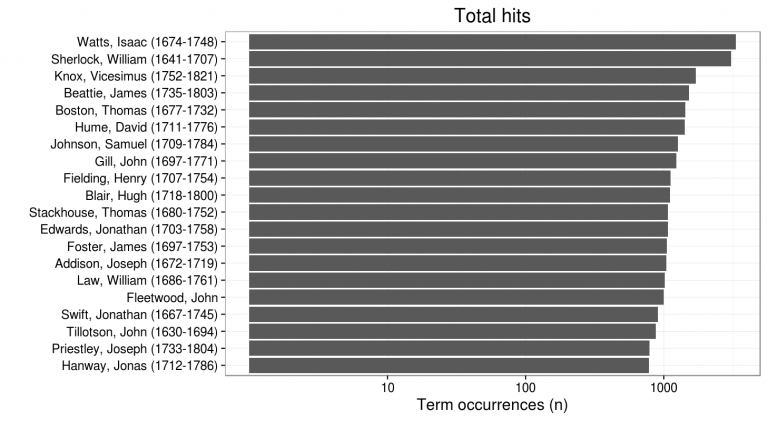 Total hits
Watts, Isaac (1674-1748)
Sherlock, William (1641-1707)
Knox, Vicesimus (1752-1821)
Beattie, James (1735-1803)
Boston, Thomas (1677-1732)
Hume, David (1711-1776)
Johnson, Samuel (1709-1784)
Gill, John (1697-1771)
Fielding, Henry (1707-1754)
Blair, Hugh (1718-1800)
Stackhouse, Thomas (1680-1752)
Edwards, Jonathan (1703-1758)
Foster, James (1697-1753)
Addison, Joseph (1672-1719)
Law, William (1686-1761)
Fleetwood, John
Swift, Jonathan (1667-1745)
Tillotson, John (1630-1694)
Priestley, Joseph (1733-1804)
Hanway, Jonas (1712-1786)
10 100 1000
Term occurrences (n)